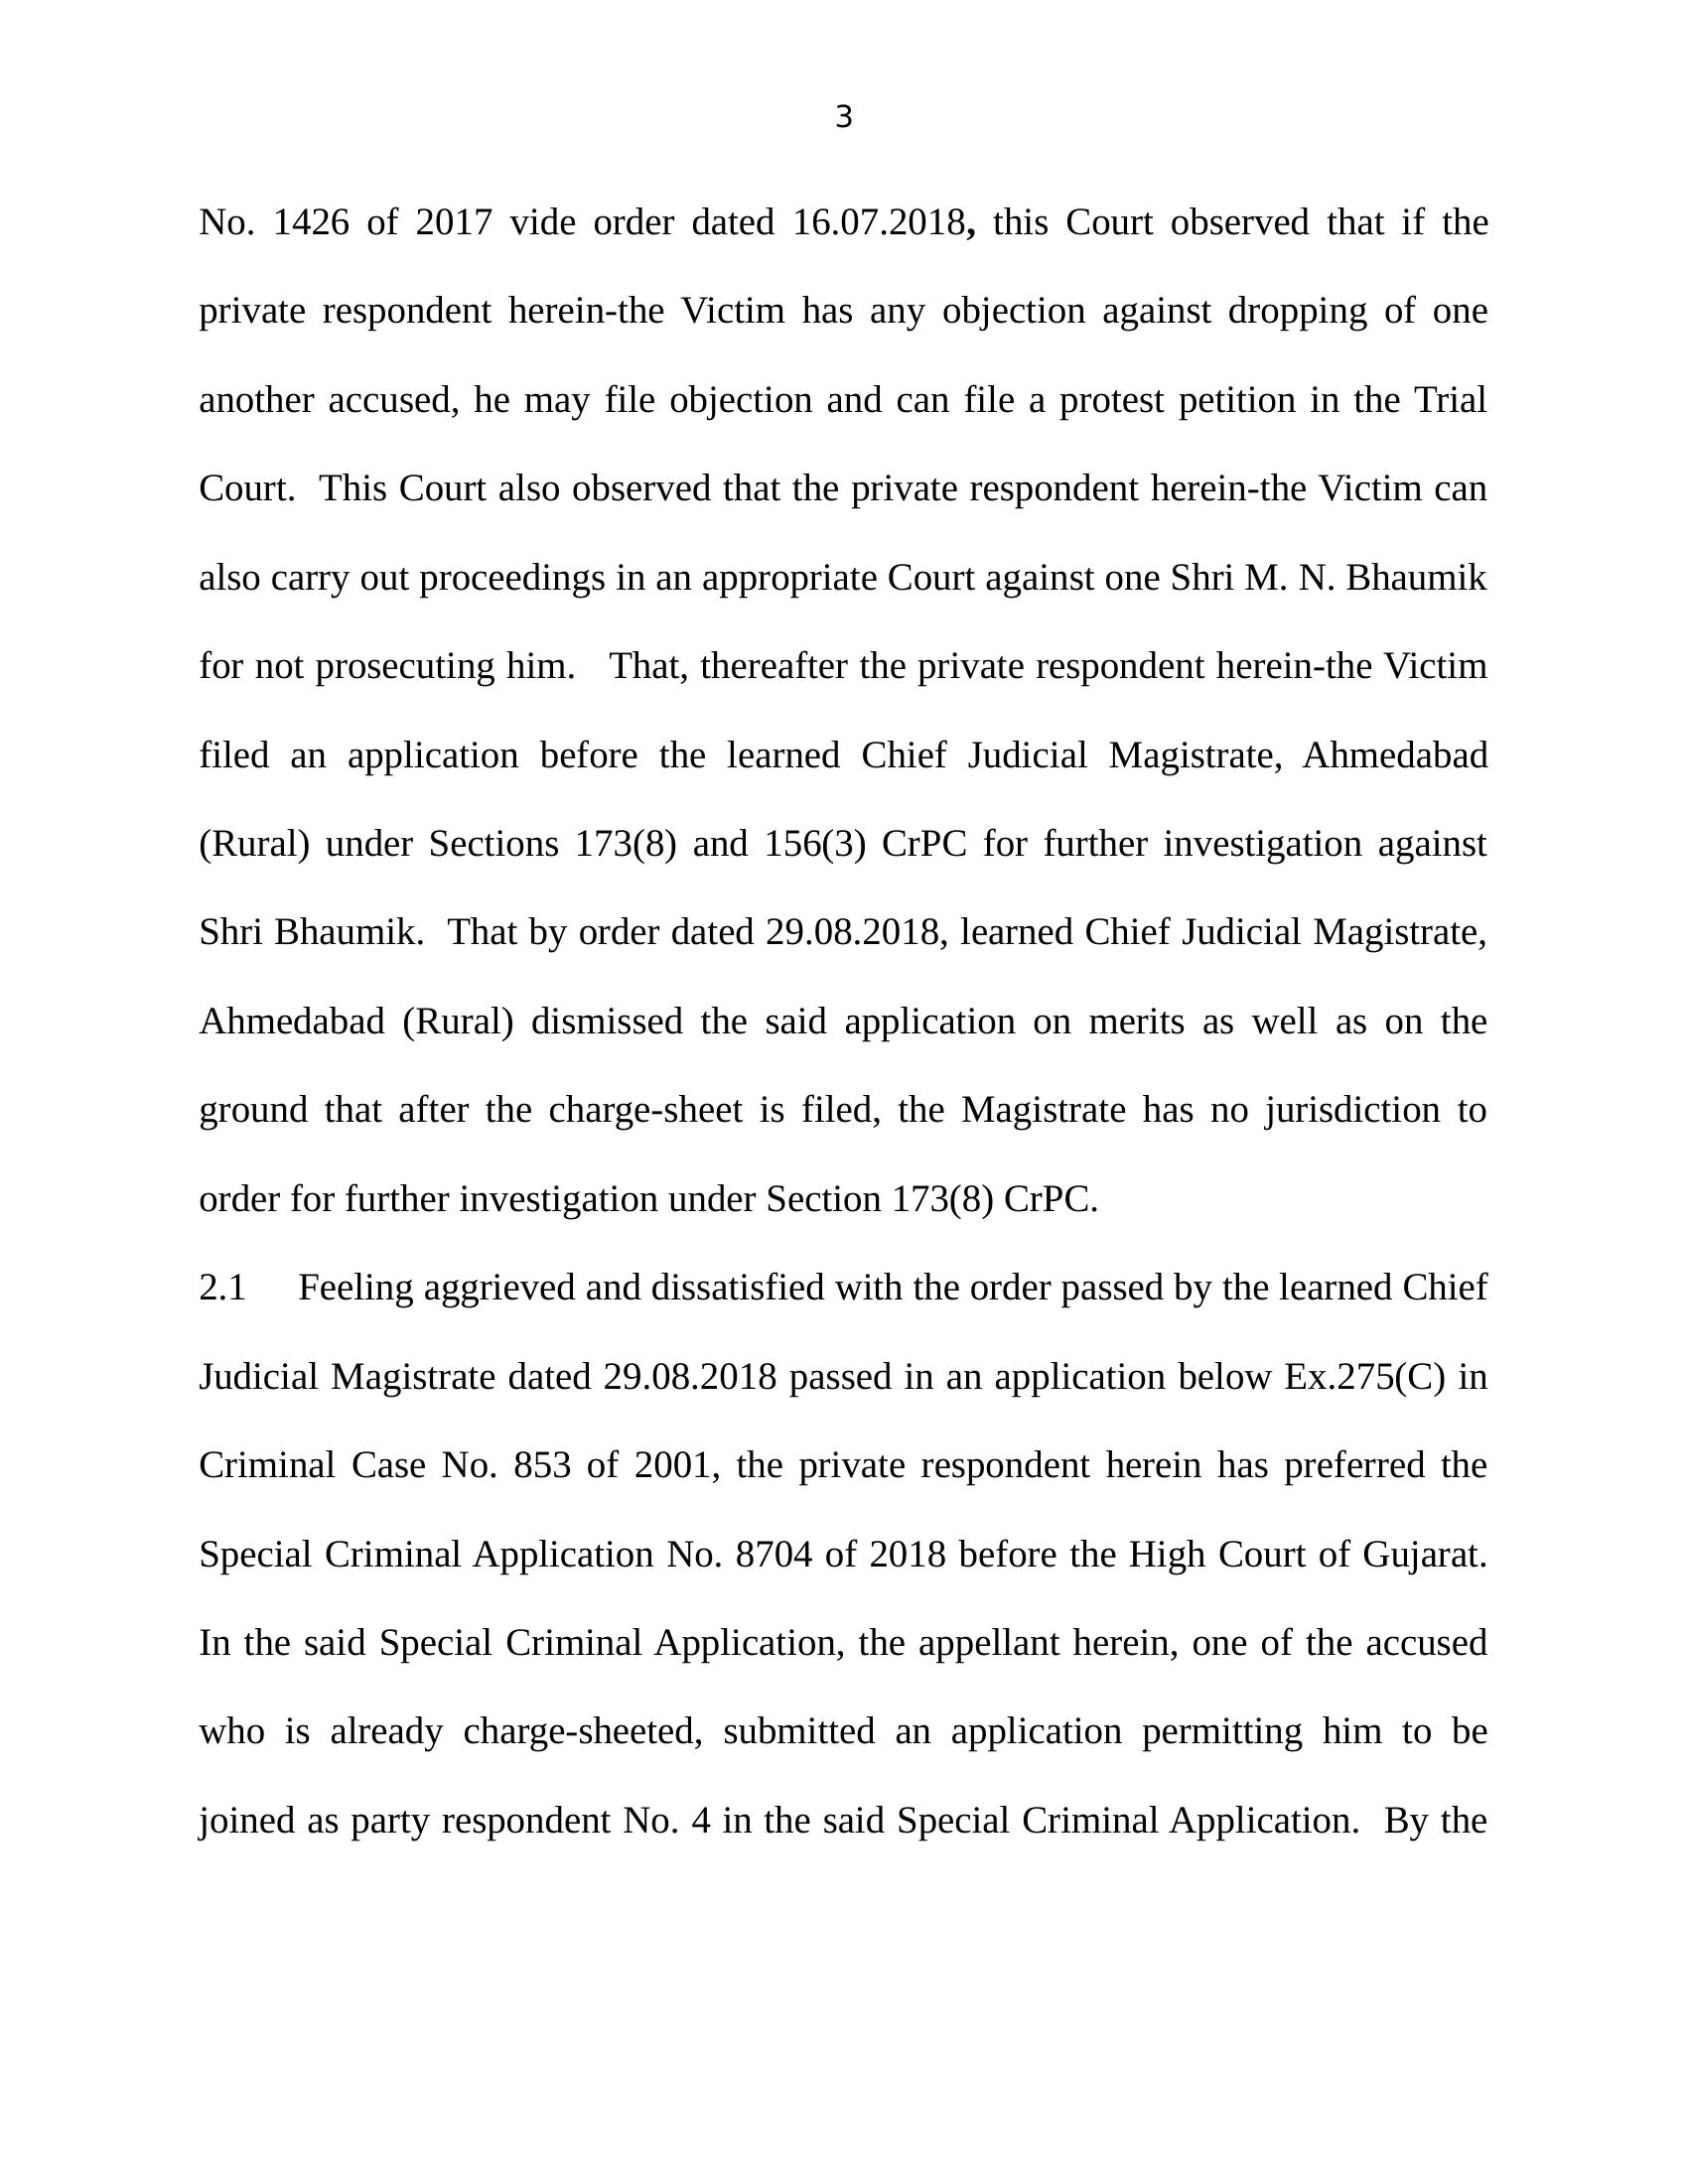 3
No. 1426 of 2017 vide order dated 16.07.2018, this Court observed that if the
private respondent herein-the Victim has any objection against dropping of one
another accused, he may file objection and can file a protest petition in the Trial
Court.  This Court also observed that the private respondent herein-the Victim can
also carry out proceedings in an appropriate Court against one Shri M. N. Bhaumik
for not prosecuting him.   That, thereafter the private respondent herein-the Victim
filed an application before the learned Chief Judicial Magistrate, Ahmedabad
(Rural) under Sections 173(8) and 156(3) CrPC for further investigation against
Shri Bhaumik.  That by order dated 29.08.2018, learned Chief Judicial Magistrate,
Ahmedabad (Rural) dismissed the said application on merits as well as on the
ground that after the charge-sheet is filed, the Magistrate has no jurisdiction to
order for further investigation under Section 173(8) CrPC.
2.1 Feeling aggrieved and dissatisfied with the order passed by the learned Chief
Judicial Magistrate dated 29.08.2018 passed in an application below Ex.275(C) in
Criminal Case No. 853 of 2001, the private respondent herein has preferred the
Special Criminal Application No. 8704 of 2018 before the High Court of Gujarat.
In the said Special Criminal Application, the appellant herein, one of the accused
who is already charge-sheeted, submitted an application permitting him to be
joined as party respondent No. 4 in the said Special Criminal Application.  By the